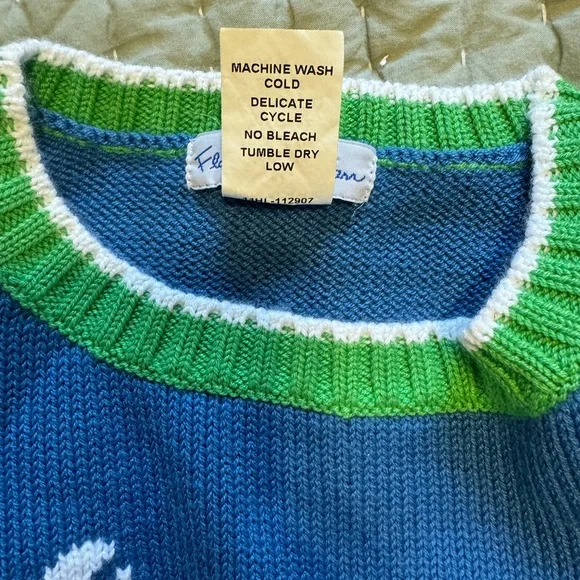 MACHINE WASH
COLD
DELICATE
CYCLE
NO BLEACH
TUMBLE DRY
LOW